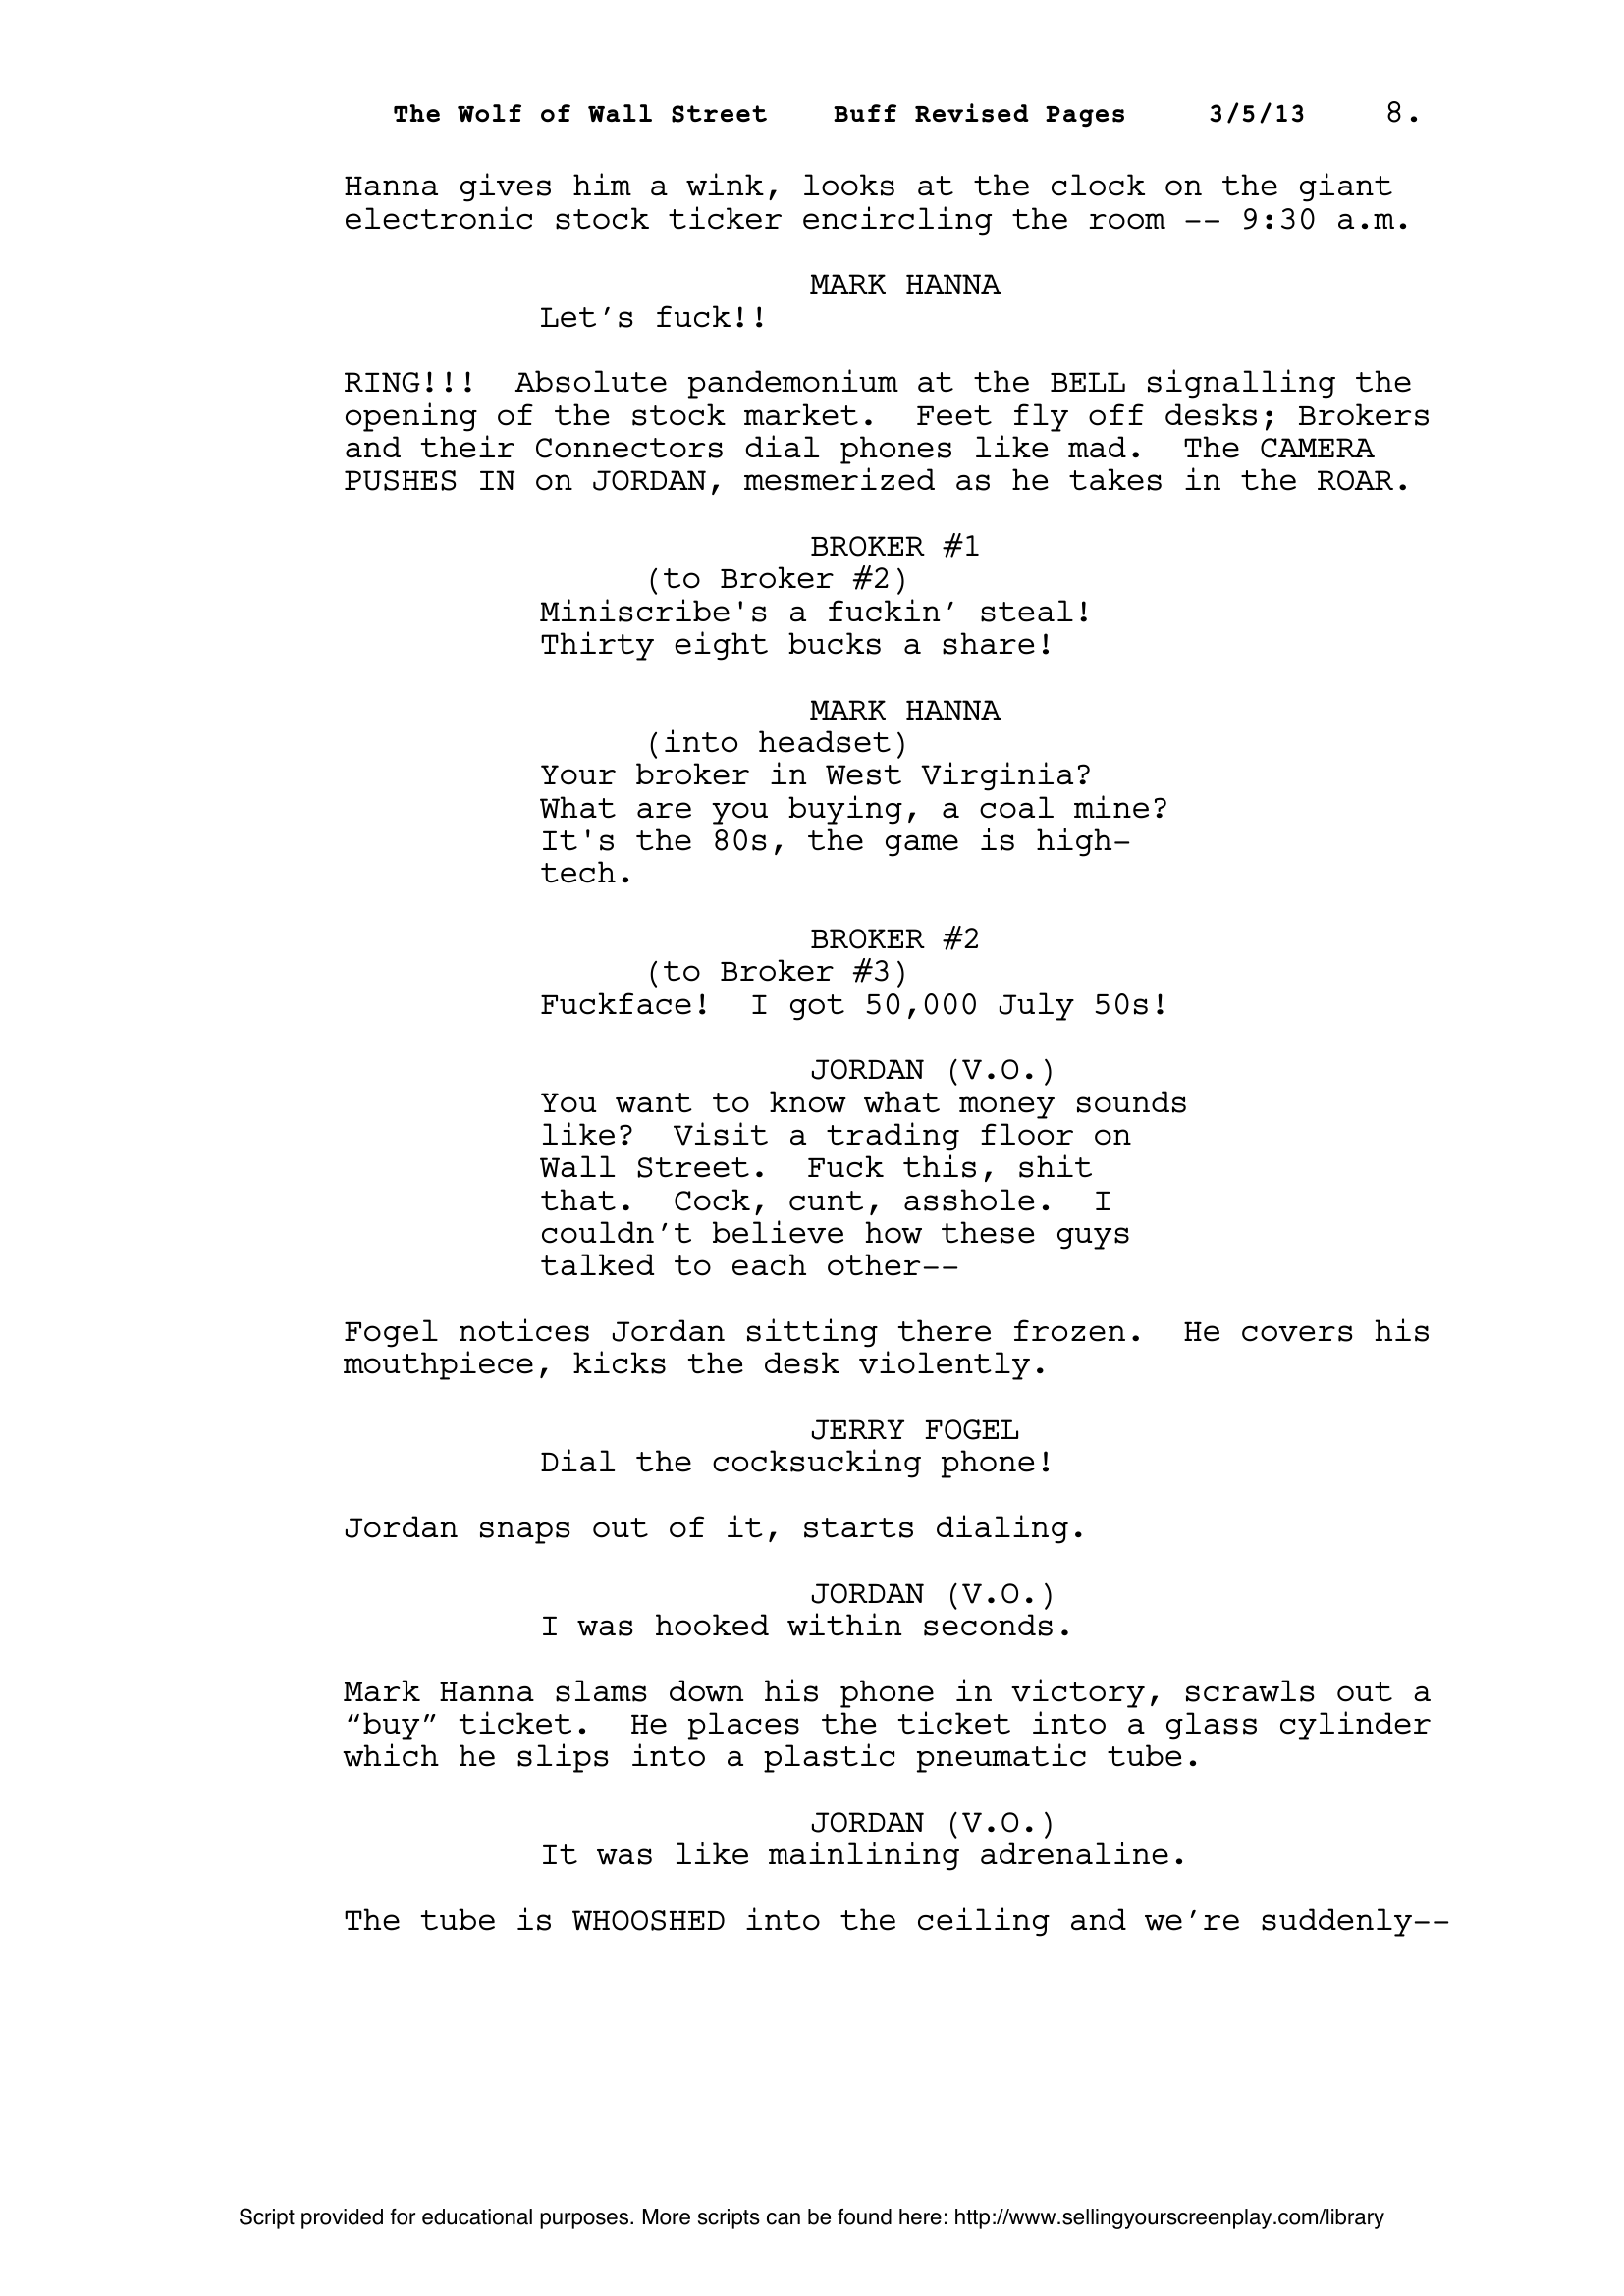 The Wolf of Wall Street    Buff Revised Pages    3/5/13    8.
Hanna gives him a wink, looks at the clock on the giant
electronic stock ticker encircling the room -- 9:30 a.m.
MARK HANNA
Let’s fuck!!
RING!!!  Absolute pandemonium at the BELL signalling the
opening of the stock market.  Feet fly off desks; Brokers
and their Connectors dial phones like mad.  The CAMERA
PUSHES IN on JORDAN, mesmerized as he takes in the ROAR.
BROKER #1
(to Broker #2)
Miniscribe's a fuckin’ steal!
Thirty eight bucks a share!
MARK HANNA
(into headset)
Your broker in West Virginia?
What are you buying, a coal mine?
It's the 80s, the game is high-
tech.
BROKER #2
(to Broker #3)
Fuckface!  I got 50,000 July 50s!
JORDAN (V.O.)
You want to know what money sounds
like?  Visit a trading floor on
Wall Street.  Fuck this, shit
that.  Cock, cunt, asshole.  I
couldn’t believe how these guys
talked to each other--
Fogel notices Jordan sitting there frozen.  He covers his
mouthpiece, kicks the desk violently.
JERRY FOGEL
Dial the cocksucking phone!
Jordan snaps out of it, starts dialing.
JORDAN (V.O.)
I was hooked within seconds.
Mark Hanna slams down his phone in victory, scrawls out a
“buy” ticket.  He places the ticket into a glass cylinder
which he slips into a plastic pneumatic tube.
JORDAN (V.O.)
It was like mainlining adrenaline.
The tube is WHOOSHED into the ceiling and we’re suddenly--
Script provided for educational purposes. More scripts can be found here: http://www.sellingyourscreenplay.com/library